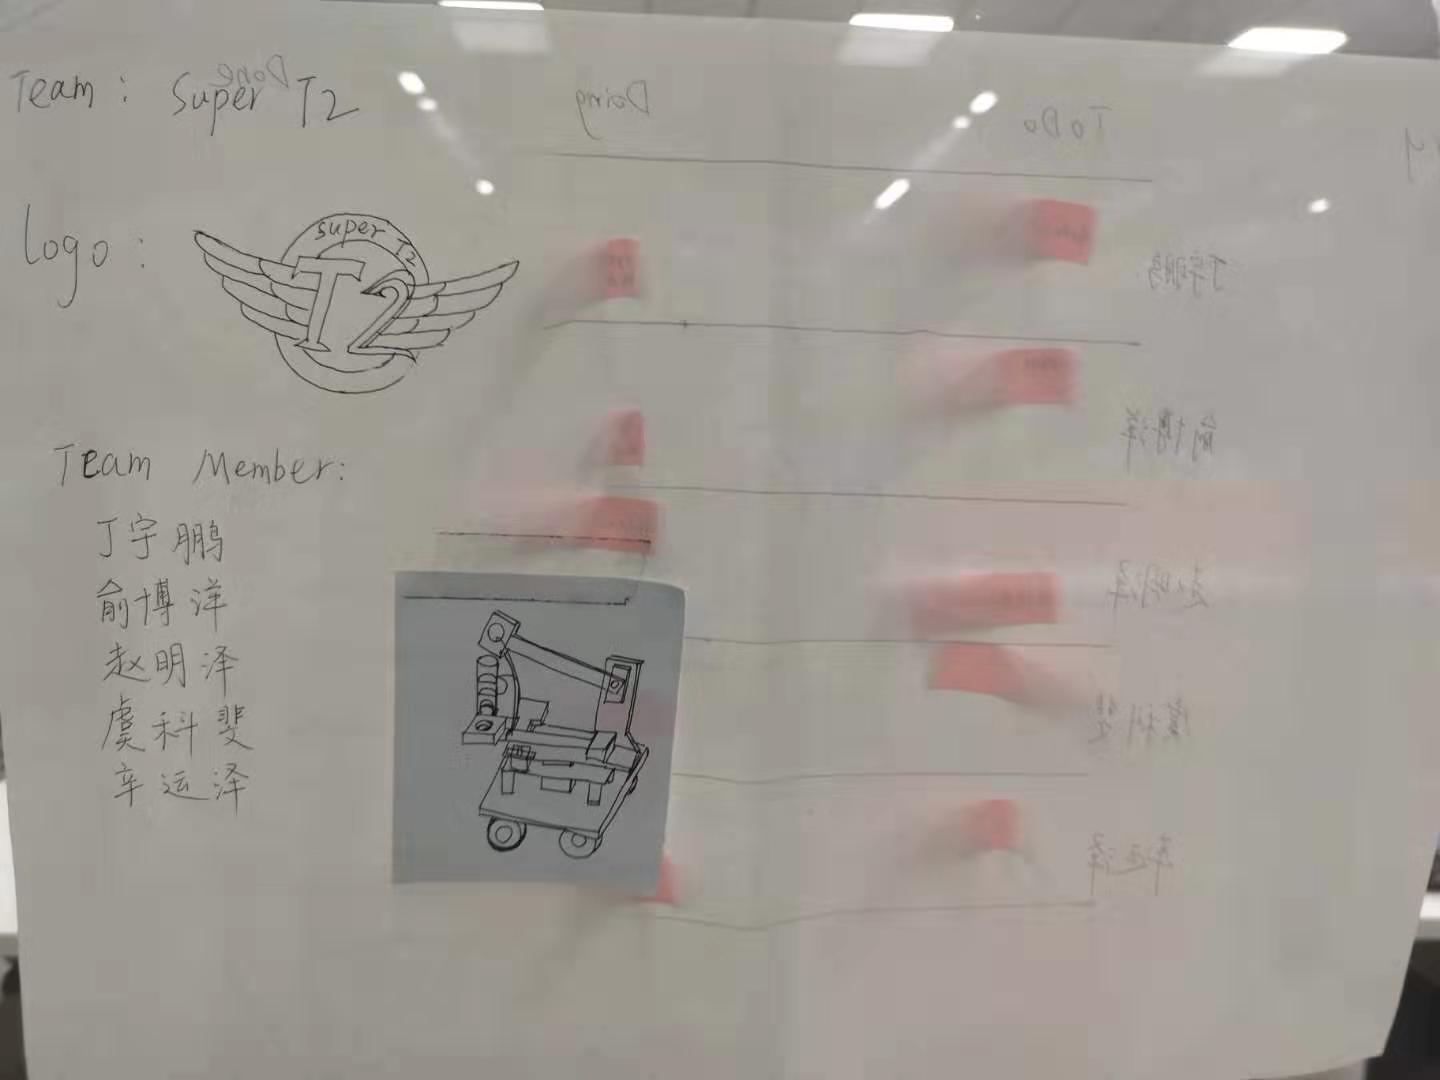 Team: Super T2
Done
Doing
ToDo
Logo:
super T2
T2
Team Member:
丁宇鹏
俞博洋
赵明泽
虞科斐
辛运泽
丁宇鹏
俞博洋
赵明泽
虞科斐
辛运泽